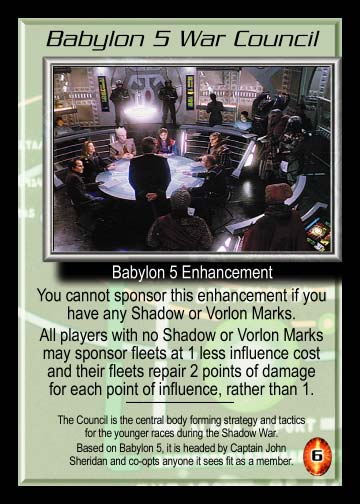 Babylon 5 War Council
Babylon 5 Enhancement
You cannot sponsor this enhancement if you
have any Shadow or Vorlon Marks.
All players with no Shadow or Vorlon Marks
may sponsor fleets at 1 less influence cost
and their fleets repair 2 points of damage
for each point of influence, rather than 1.
The Council is the central body forming strategy and tactics
for the younger races during the Shadow War.
Based on Babylon 5, it is headed by Captain John
Sheridan and co-opts anyone it sees fit as a member.
6